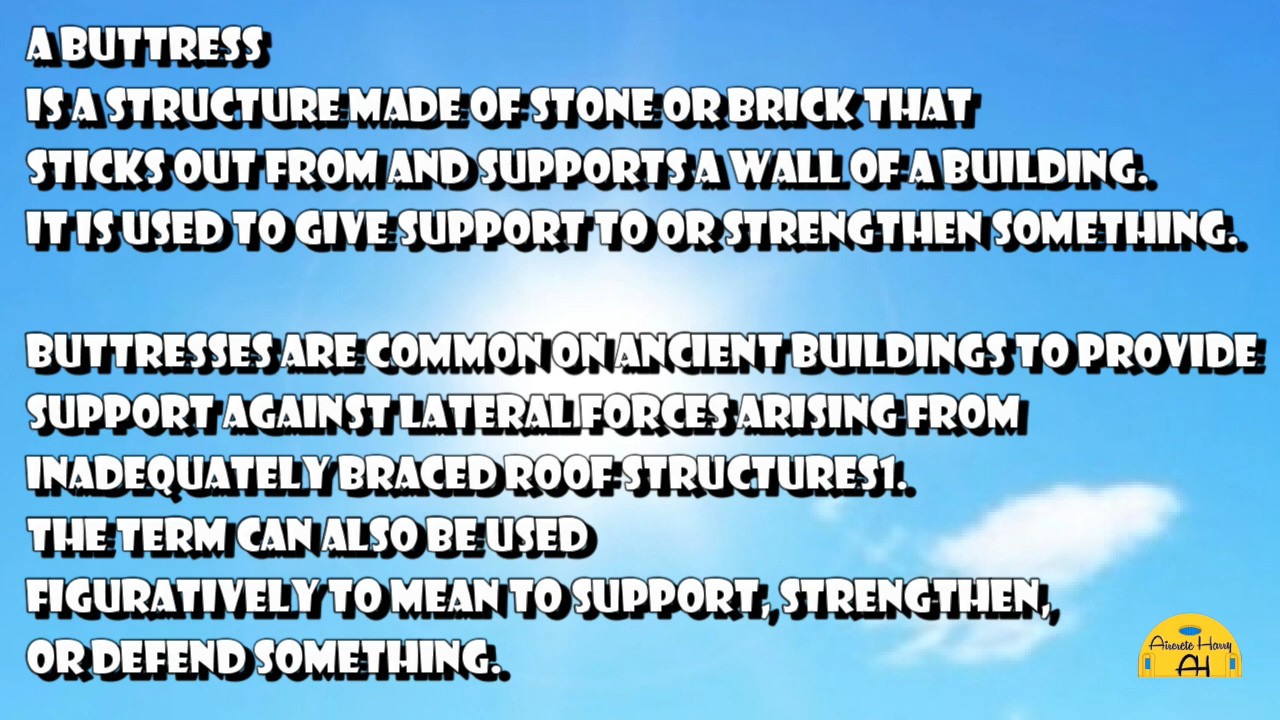 A BUTTRESS
IS A STRUCTURE MADE OF STONE OR BRICK THAT
STICKS OUT FROM AND SUPPORTS A WALL OF A BUILDING.
IT IS USED TO GIVE SUPPORT TO OR STRENGTHEN SOMETHING.
BUTTRESSES ARE COMMON ON ANCIENT BUILDINGS TO PROVIDE
SUPPORT AGAINST LATERAL FORCES ARISING FROM
INADEQUATELY BRACED ROOF STRUCTURES1.
THE TERM CAN ALSO BE USED
FIGURATIVELY TO MEAN TO SUPPORT, STRENGTHEN,
OR DEFEND SOMETHING.
Aircrete Harry
AH